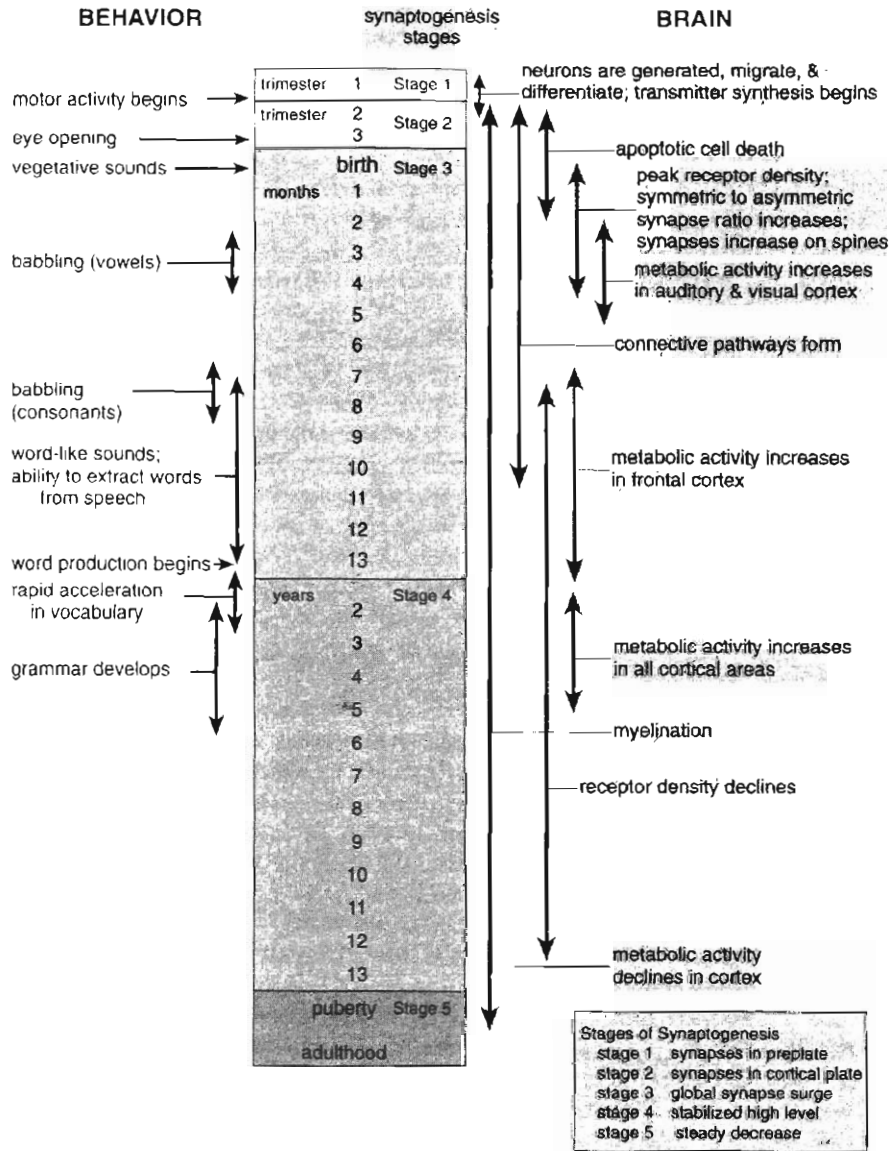 BEHAVIOR
synaptogenesis
stages
BRAIN
trimester 1 Stage 1
trimester 2 Stage 2
3
birth Stage 3
months 1
2
3
4
5
6
7
8
9
10
11
12
13
years Stage 4
2
3
4
5
6
7
8
9
10
11
12
13
puberty Stage 5
adulthood
motor activity begins
eye opening
vegetative sounds
babbling (vowels)
babbling
(consonants)
word-like sounds;
ability to extract words
from speech
word production begins
rapid acceleration
in vocabulary
grammar develops
neurons are generated, migrate, &
differentiate; transmitter synthesis begins
apoptotic cell death
peak receptor density;
symmetric to asymmetric
synapse ratio increases;
synapses increase on spines
metabolic activity increases
in auditory & visual cortex
connective pathways form
metabolic activity increases
in frontal cortex
metabolic activity increases
in all cortical areas
myelination
receptor density declines
metabolic activity
declines in cortex
Stages of Synaptogenesis
stage 1 synapses in preplate
stage 2 synapses in cortical plate
stage 3 global synapse surge
stage 4 stabilized high level
stage 5 steady decrease